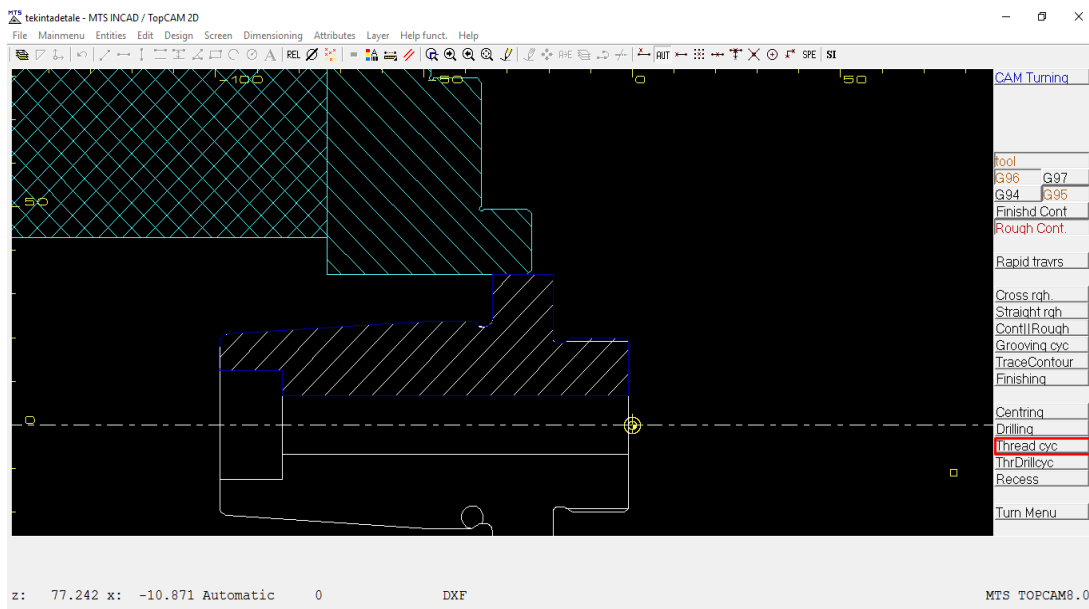 MTS
tekintadetale - MTS INCAD / TopCAM 2D
File Mainmenu Entities Edit Design Screen Dimensioning Attributes Layer Help funct. Help
REL AUT SPE SI
-100 -50 0 50
CAM Turning
tool
G96 G97
G94 G95
50
Finishd Cont
Rough Cont.
Rapid travrs
Cross rgh.
Straight rgh
Cont||Rough
Grooving cyc
TraceContour
Finishing
Centring
0
Drilling
Thread cyc
ThrDrillcyc
Recess
Turn Menu
z: 77.242 x: -10.871 Automatic 0 DXF MTS TOPCAM8.0